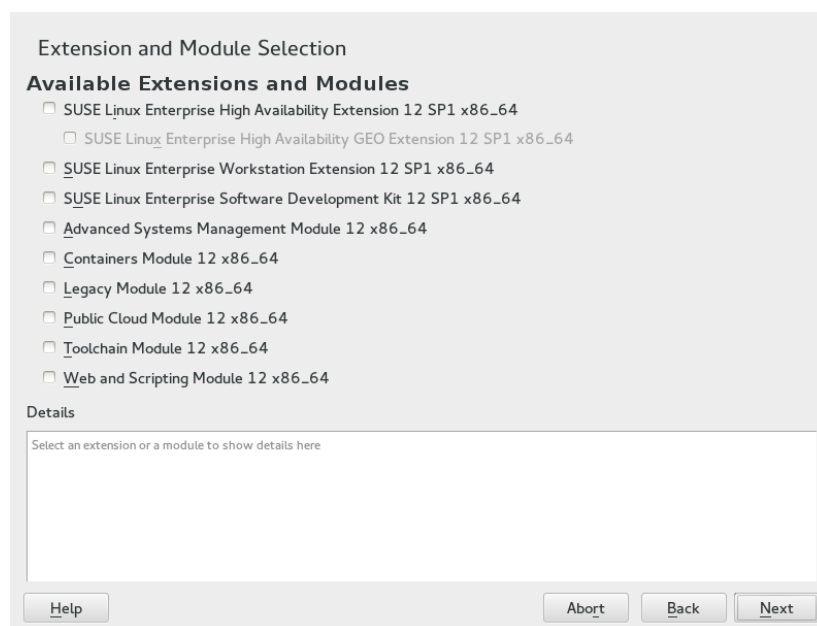 Extension and Module Selection
Available Extensions and Modules
SUSE Linux Enterprise High Availability Extension 12 SP1 x86_64
SUSE Linux Enterprise High Availability GEO Extension 12 SP1 x86_64
SUSE Linux Enterprise Workstation Extension 12 SP1 x86_64
SUSE Linux Enterprise Software Development Kit 12 SP1 x86_64
Advanced Systems Management Module 12 x86_64
Containers Module 12 x86_64
Legacy Module 12 x86_64
Public Cloud Module 12 x86_64
Toolchain Module 12 x86_64
Web and Scripting Module 12 x86_64
Details
Select an extension or a module to show details here
Help Abort Back Next